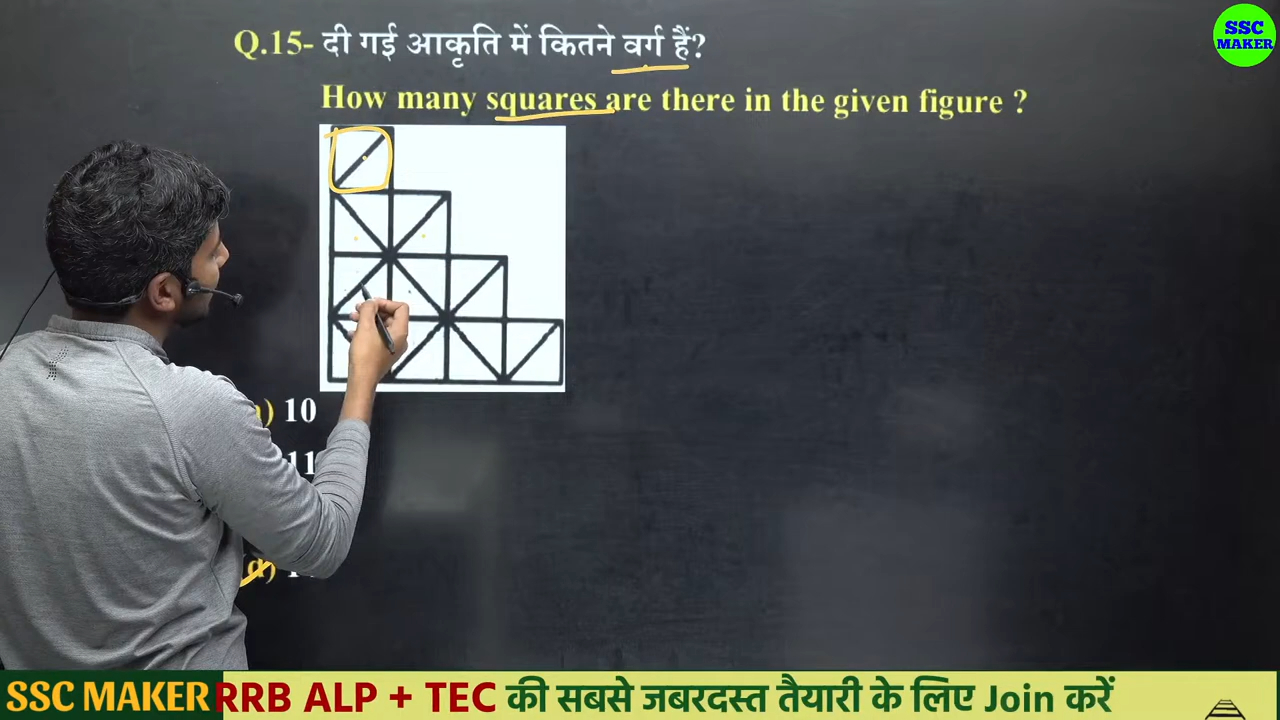 SSC
MAKER
Q.15- दी गई आकृति में कितने वर्ग हैं?
How many squares are there in the given figure ?
10
11
(d)
SSC MAKER RRB ALP + TEC की सबसे जबरदस्त तैयारी के लिए Join करें